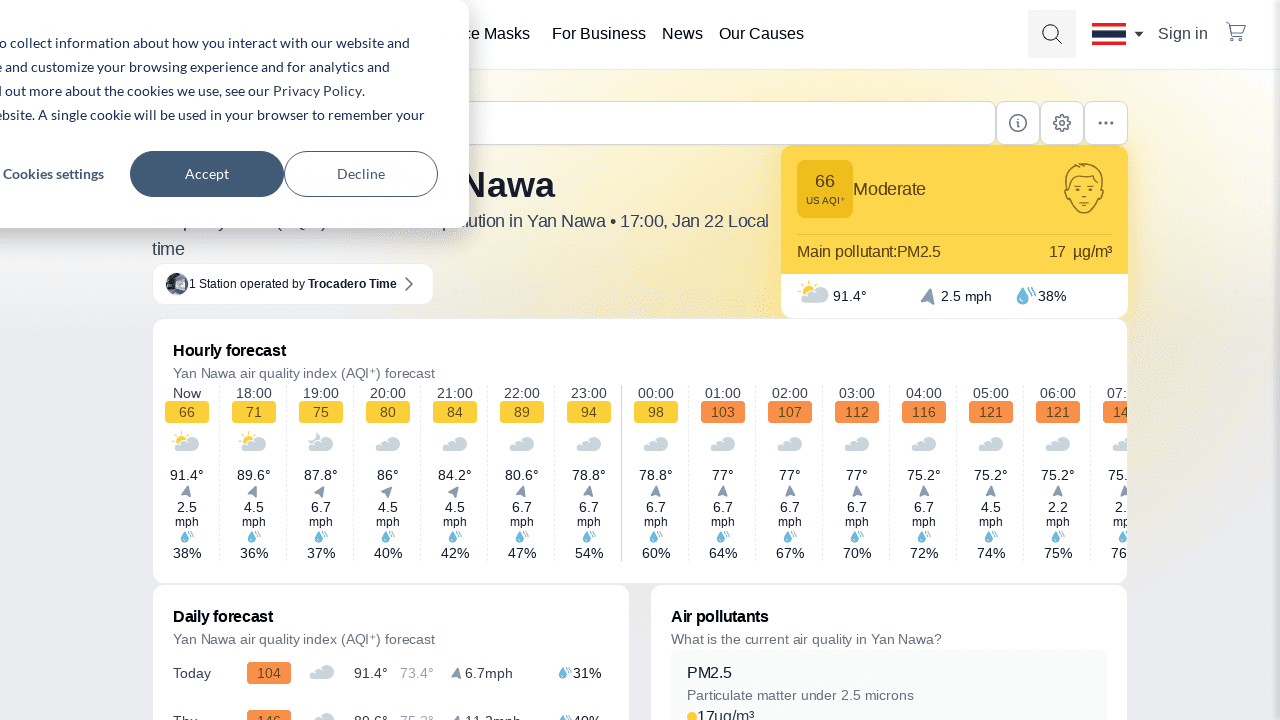 ce Masks For Business News Our Causes Sign in
o collect information about how you interact with our website and
e and customize your browsing experience and for analytics and
d out more about the cookies we use, see our Privacy Policy.
ebsite. A single cookie will be used in your browser to remember your
Cookies settings Accept Decline
Nawa
lution in Yan Nawa • 17:00, Jan 22 Local
time
1 Station operated by Trocadero Time
66
US AQI⁺
Moderate
Main pollutant:PM2.5 17 µg/m³
91.4° 2.5 mph 38%
Hourly forecast
Yan Nawa air quality index (AQI⁺) forecast
Now 18:00 19:00 20:00 21:00 22:00 23:00 00:00 01:00 02:00 03:00 04:00 05:00 06:00 07:
66 71 75 80 84 89 94 98 103 107 112 116 121 121 14
91.4° 89.6° 87.8° 86° 84.2° 80.6° 78.8° 78.8° 77° 77° 77° 75.2° 75.2° 75.2° 75.
2.5 4.5 6.7 4.5 4.5 6.7 6.7 6.7 6.7 6.7 6.7 6.7 4.5 2.2 2.
mph mph mph mph mph mph mph mph mph mph mph mph mph mph mph
38% 36% 37% 40% 42% 47% 54% 60% 64% 67% 70% 72% 74% 75% 76%
Daily forecast
Yan Nawa air quality index (AQI⁺) forecast
Today 104 91.4° 73.4° 6.7mph 31%
Thu 146 89.6° 75.2° 11.2mph 40%
Air pollutants
What is the current air quality in Yan Nawa?
PM2.5
Particulate matter under 2.5 microns
17µg/m³